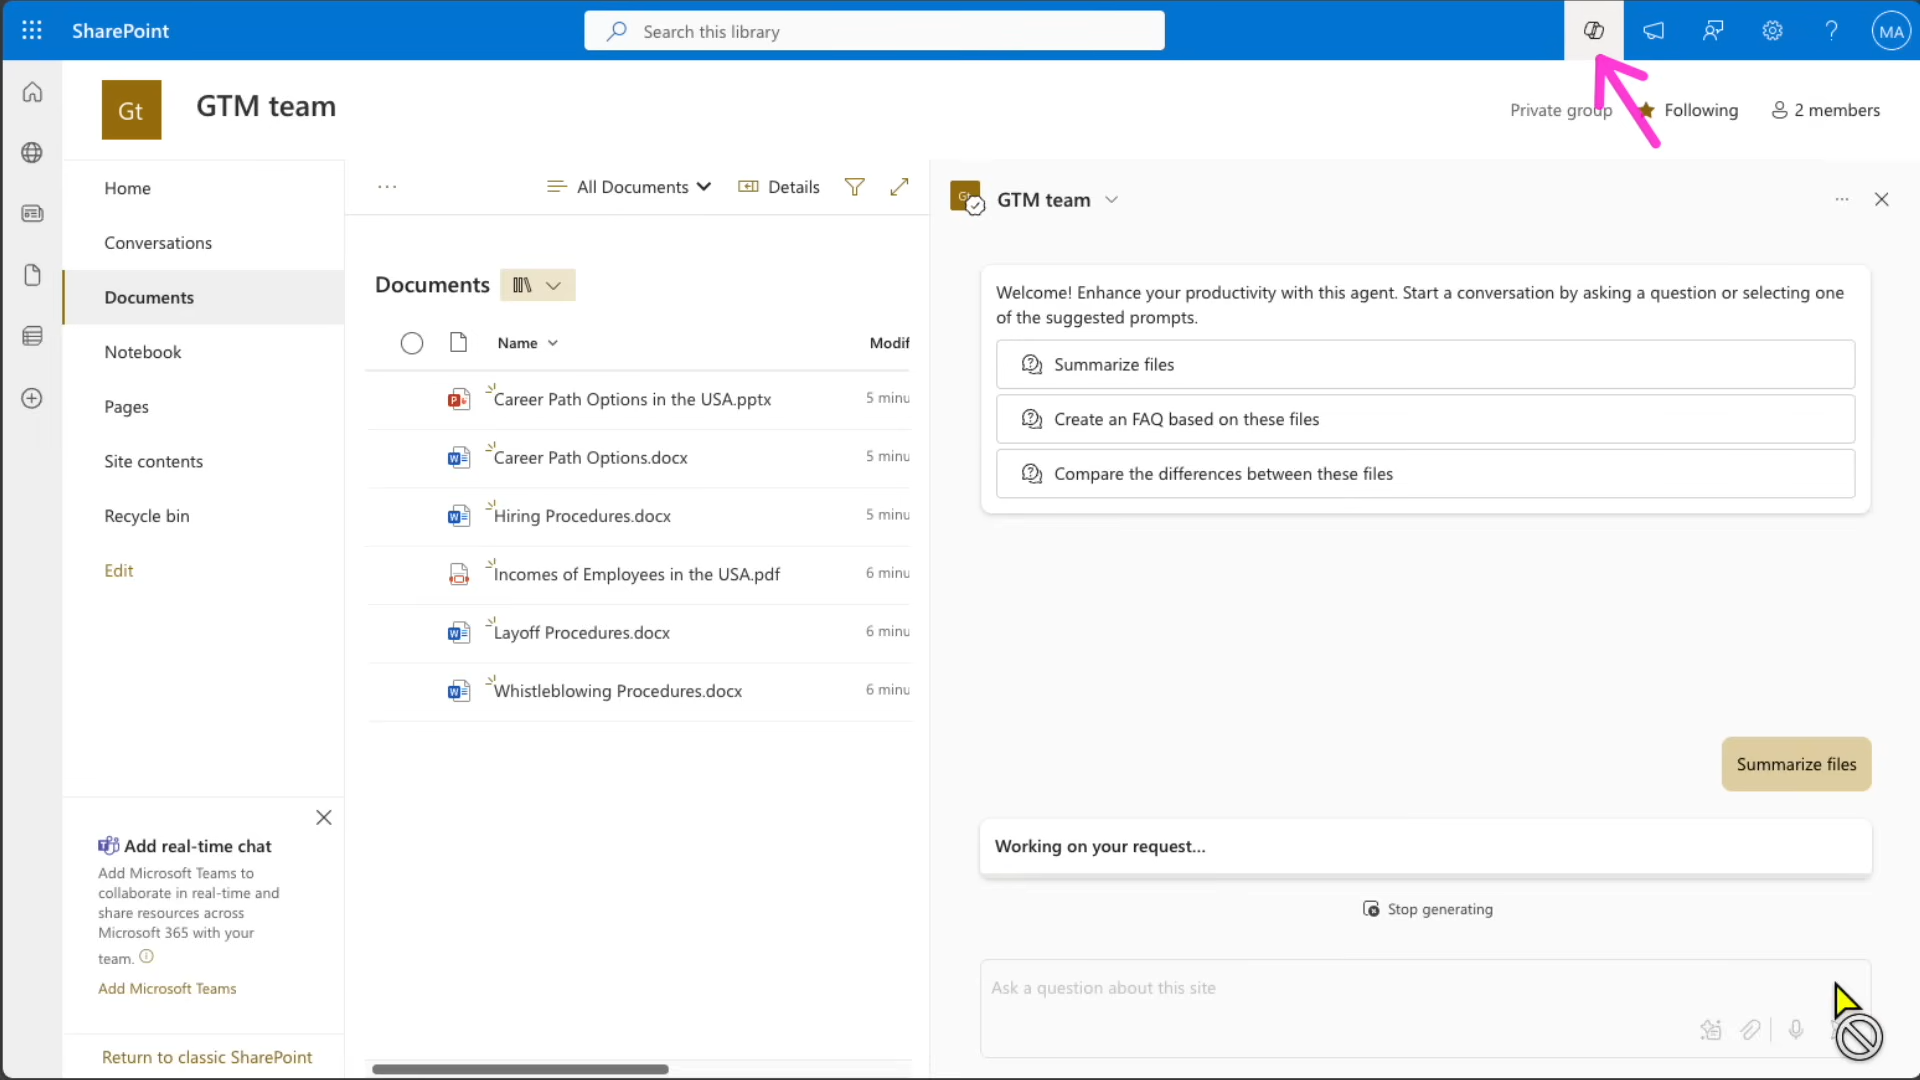 SharePoint
Search this library
MA
Gt
GTM team
Private group
Following
2 members
Home
Conversations
Documents
Notebook
Pages
Site contents
Recycle bin
Edit
Add real-time chat
Add Microsoft Teams to
collaborate in real-time and
share resources across
Microsoft 365 with your
team.
Add Microsoft Teams
Return to classic SharePoint
All Documents
Details
Documents
Name
Modif
Career Path Options in the USA.pptx
5 minu
Career Path Options.docx
5 minu
Hiring Procedures.docx
5 minu
Incomes of Employees in the USA.pdf
6 minu
Layoff Procedures.docx
6 minu
Whistleblowing Procedures.docx
6 minu
GTM team
Welcome! Enhance your productivity with this agent. Start a conversation by asking a question or selecting one
of the suggested prompts.
Summarize files
Create an FAQ based on these files
Compare the differences between these files
Summarize files
Working on your request...
Stop generating
Ask a question about this site